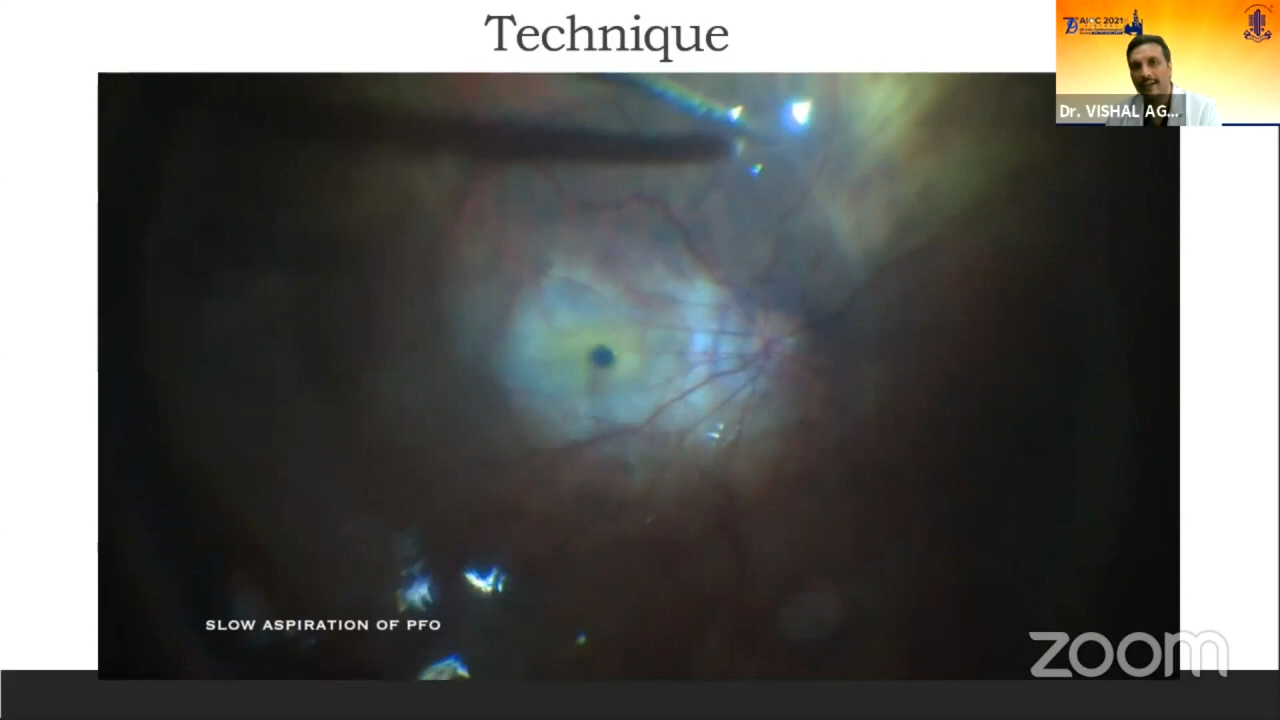 Technique
AIOC 2021
Dr. VISHAL AG...
SLOW ASPIRATION OF PFO
zoom